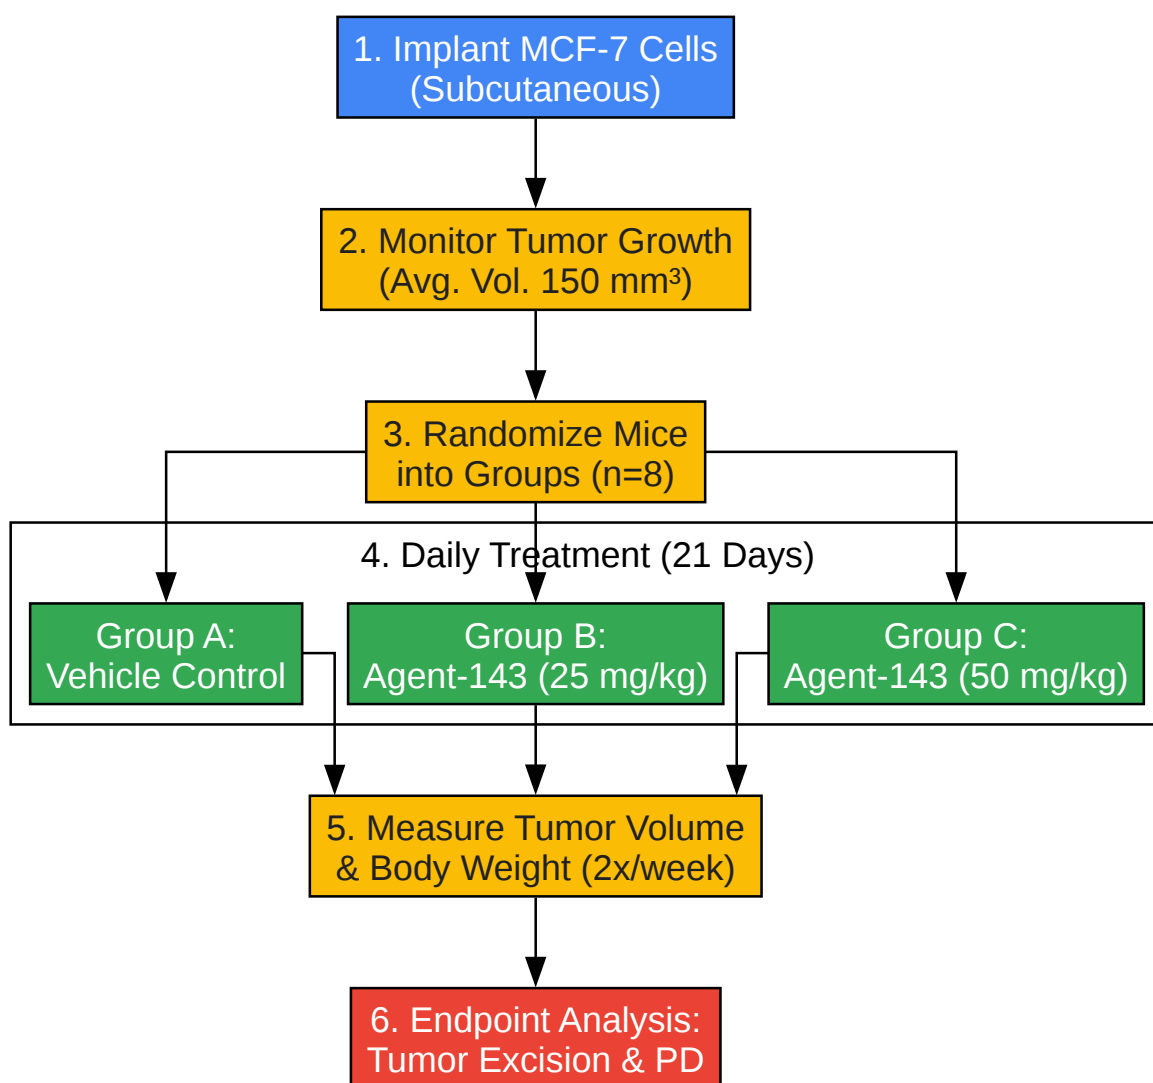 1. Implant MCF-7 Cells
(Subcutaneous)
2. Monitor Tumor Growth
(Avg. Vol. 150 mm³)
3. Randomize Mice
into Groups (n=8)
4. Daily Treatment (21 Days)
Group A:
Vehicle Control
Group B:
Agent-143 (25 mg/kg)
Group C:
Agent-143 (50 mg/kg)
5. Measure Tumor Volume
& Body Weight (2x/week)
6. Endpoint Analysis:
Tumor Excision & PD